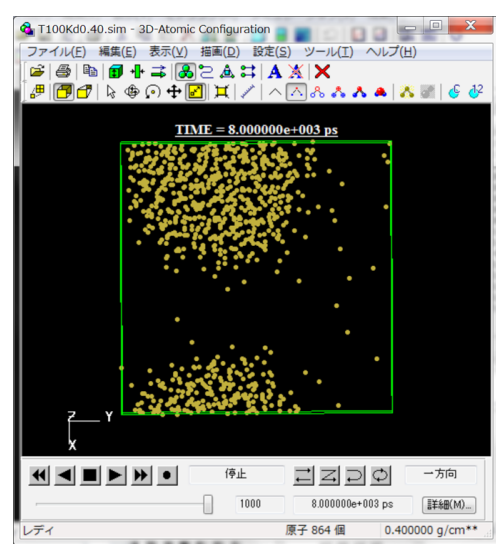 T100Kd0.40.sim - 3D-Atomic Configuration
ファイル(F) 編集(E) 表示(V) 描画(D) 設定(S) ツール(T) ヘルプ(H)
A
C 12
TIME = 8.000000e+003 ps
Z Y
X
停止 一方向
1000 8.000000e+003 ps 詳細(M)...
レディ 原子 864 個 0.400000 g/cm**